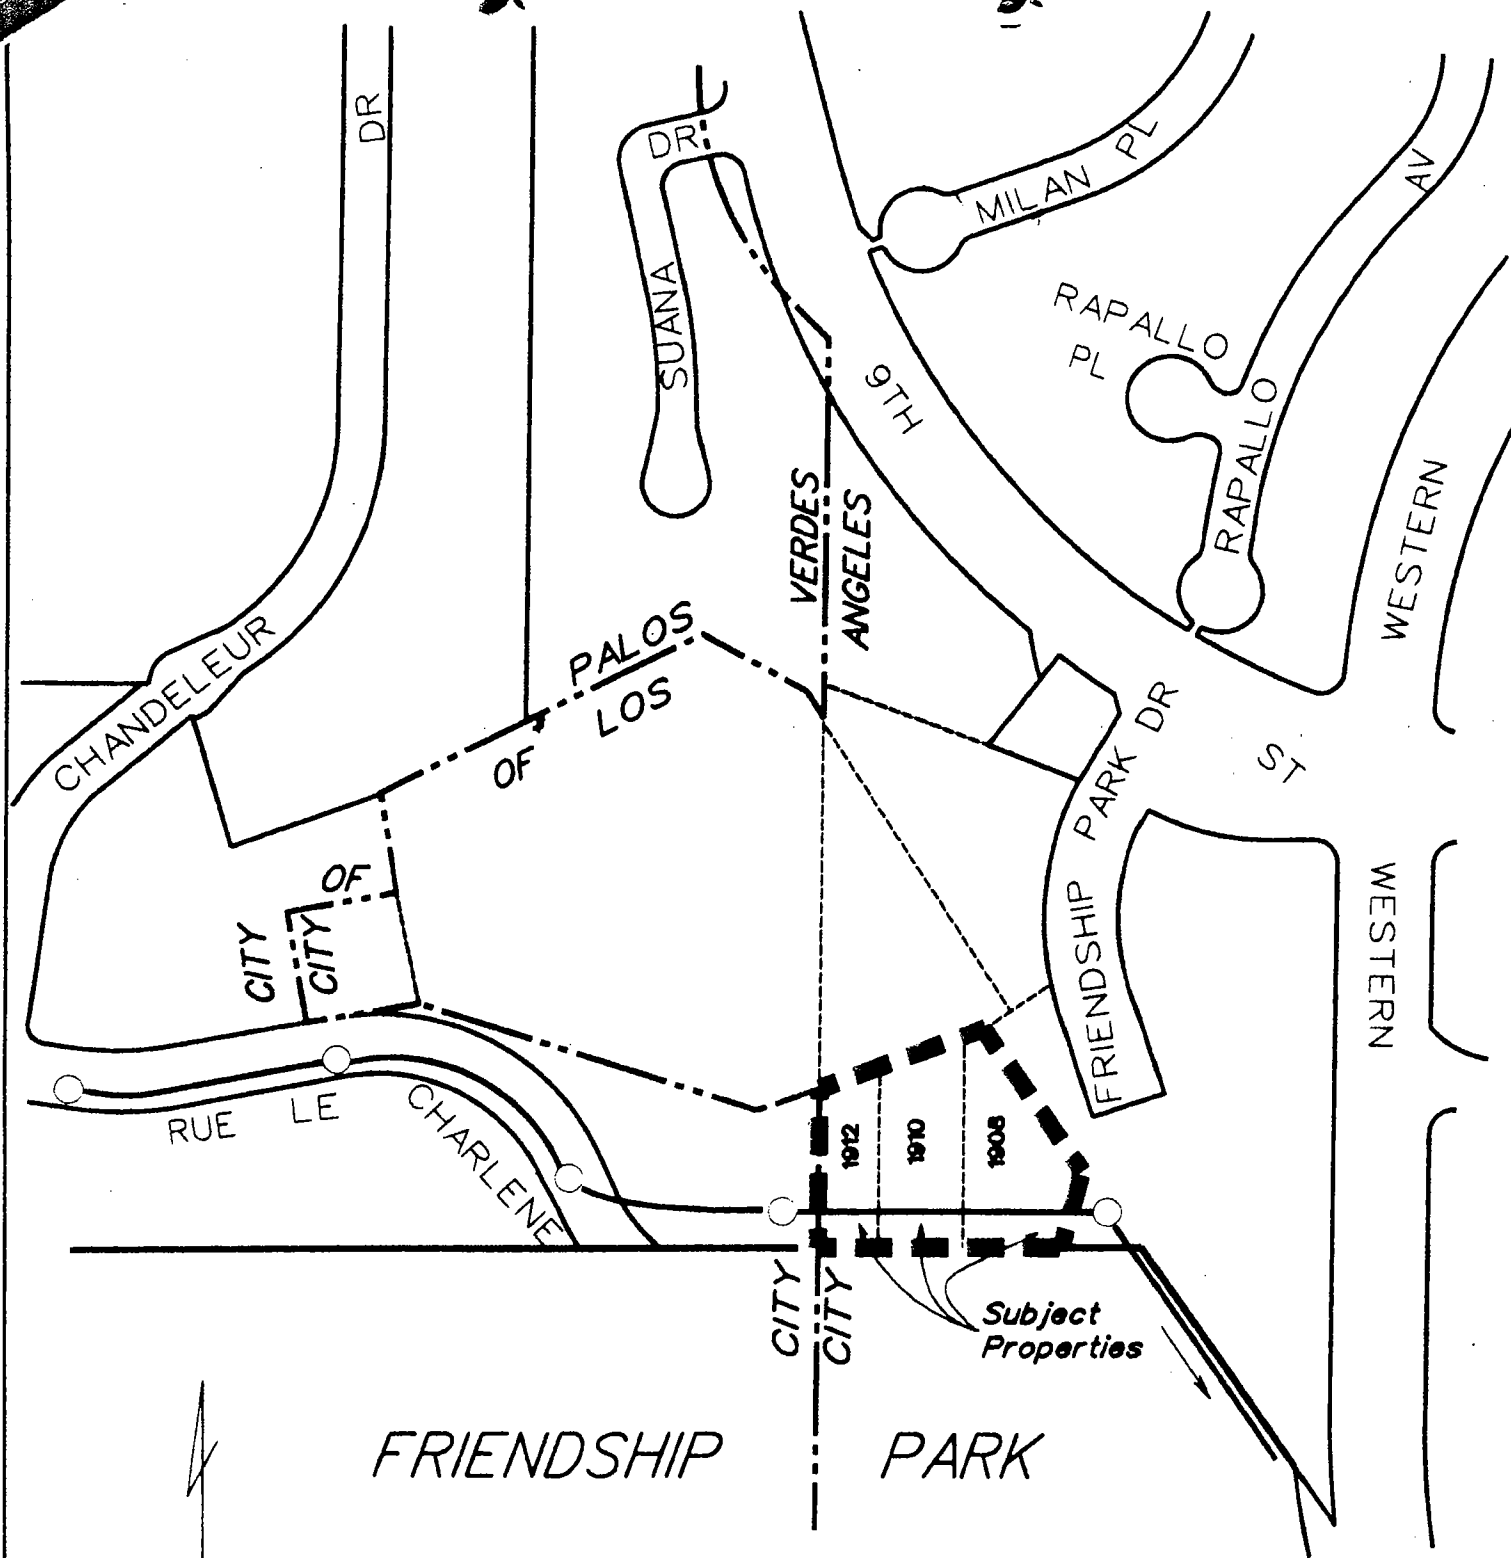 DR
DR
SUANA
MILAN PL
AV
RAPALLO
PL
RAPALLO
9TH
WESTERN
VERDES
ANGELES
PALOS
LOS
OF
CHANDELEUR
DR
ST
FRIENDSHIP PARK
WESTERN
OF
CITY
CITY
RUE LE
CHARLENE
1912
1910
1908
CITY
CITY
Subject
Properties
FRIENDSHIP PARK